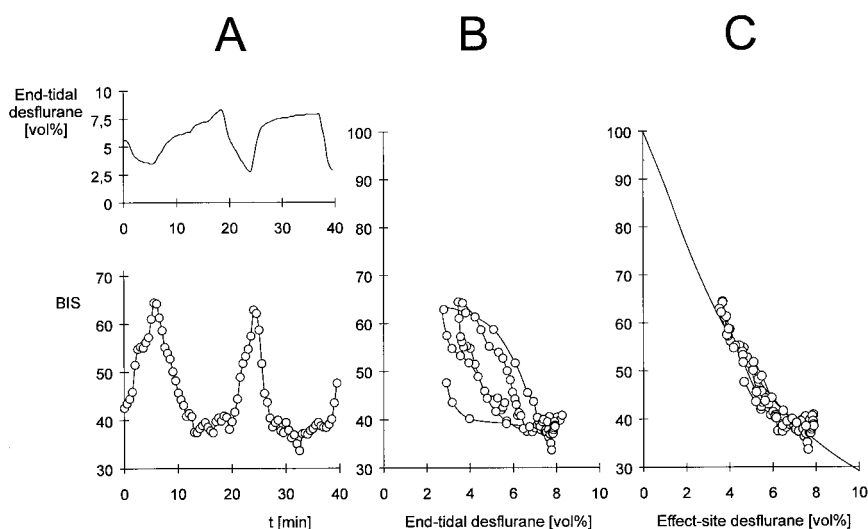 A
B
C
End-tidal
desflurane
[vol%]
10
7,5
5
2,5
0
0 10 20 30 40
BIS
70
60
50
40
30
0 10 20 30 40
t [min]
100
90
80
70
60
50
40
30
0 2 4 6 8 10
End-tidal desflurane [vol%]
100
90
80
70
60
50
40
30
0 2 4 6 8 10
Effect-site desflurane [vol%]